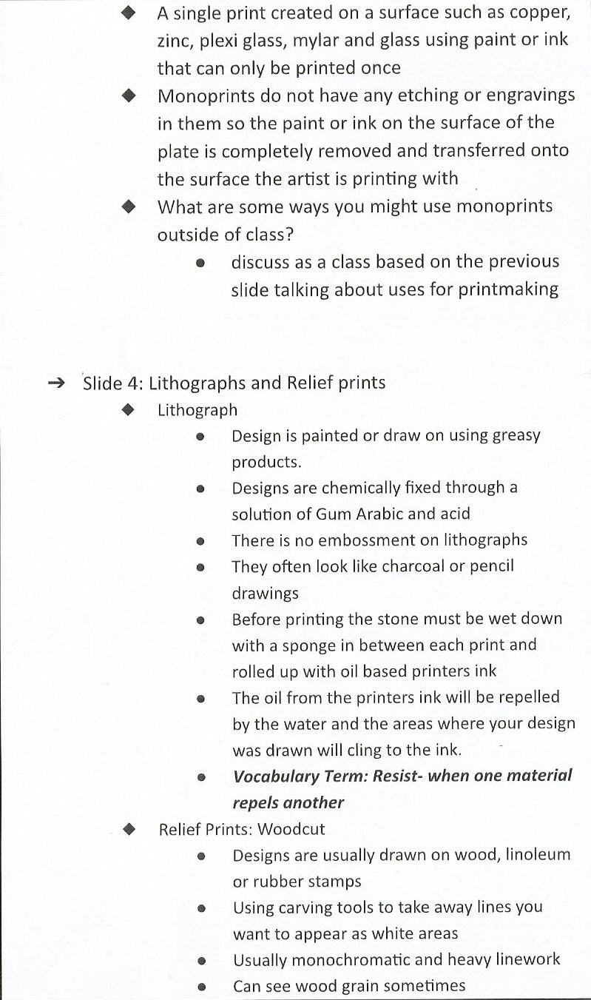 ◆ A single print created on a surface such as copper,
zinc, plexi glass, mylar and glass using paint or ink
that can only be printed once
◆ Monoprints do not have any etching or engravings
in them so the paint or ink on the surface of the
plate is completely removed and transferred onto
the surface the artist is printing with
◆ What are some ways you might use monoprints
outside of class?
● discuss as a class based on the previous
slide talking about uses for printmaking
➔ Slide 4: Lithographs and Relief prints
◆ Lithograph
● Design is painted or draw on using greasy
products.
● Designs are chemically fixed through a
solution of Gum Arabic and acid
● There is no embossment on lithographs
● They often look like charcoal or pencil
drawings
● Before printing the stone must be wet down
with a sponge in between each print and
rolled up with oil based printers ink
● The oil from the printers ink will be repelled
by the water and the areas where your design
was drawn will cling to the ink.
● Vocabulary Term: Resist- when one material
repels another
◆ Relief Prints: Woodcut
● Designs are usually drawn on wood, linoleum
or rubber stamps
● Using carving tools to take away lines you
want to appear as white areas
● Usually monochromatic and heavy linework
● Can see wood grain sometimes